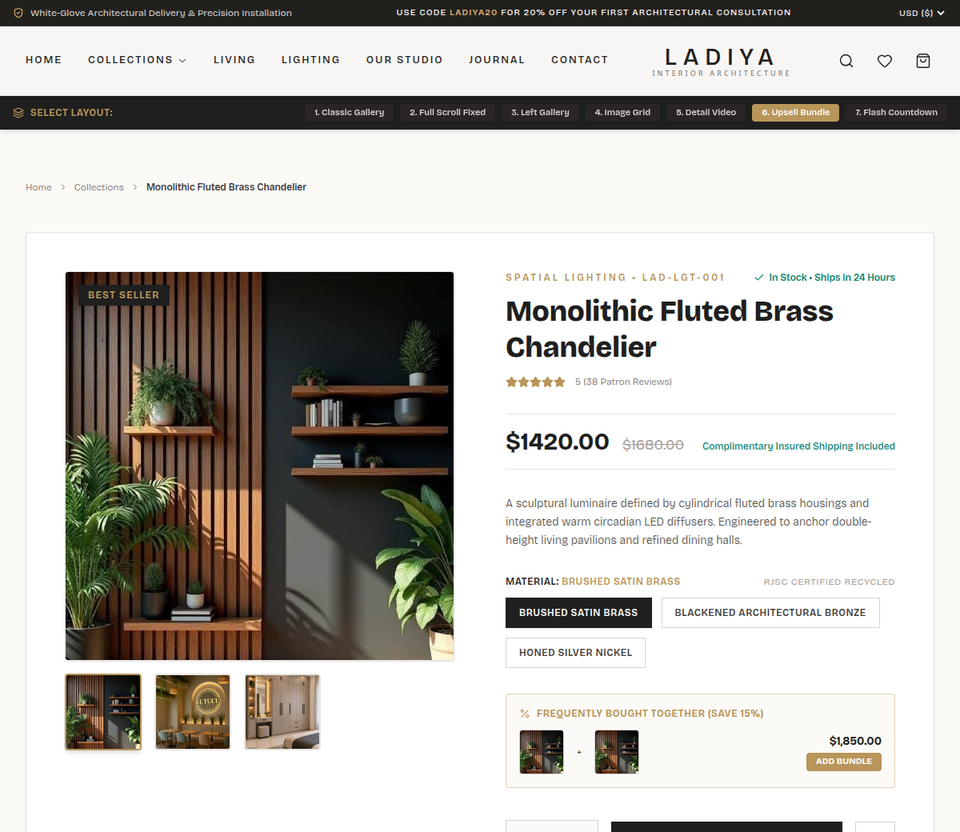 White-Glove Architectural Delivery & Precision Installation
USE CODE LADIYA20 FOR 20% OFF YOUR FIRST ARCHITECTURAL CONSULTATION
USD ($)
HOME
COLLECTIONS
LIVING
LIGHTING
OUR STUDIO
JOURNAL
CONTACT
LADIYA
INTERIOR ARCHITECTURE
SELECT LAYOUT:
1. Classic Gallery
2. Full Scroll Fixed
3. Left Gallery
4. Image Grid
5. Detail Video
6. Upsell Bundle
7. Flash Countdown
Home
Collections
Monolithic Fluted Brass Chandelier
BEST SELLER
SPATIAL LIGHTING • LAD-LGT-001
In Stock • Ships in 24 Hours
Monolithic Fluted Brass
Chandelier
5 (38 Patron Reviews)
$1420.00
$1680.00
Complimentary Insured Shipping Included
A sculptural luminaire defined by cylindrical fluted brass housings and
integrated warm circadian LED diffusers. Engineered to anchor double-
height living pavilions and refined dining halls.
MATERIAL: BRUSHED SATIN BRASS
RJSC CERTIFIED RECYCLED
BRUSHED SATIN BRASS
BLACKENED ARCHITECTURAL BRONZE
HONED SILVER NICKEL
% FREQUENTLY BOUGHT TOGETHER (SAVE 15%)
+
$1,850.00
ADD BUNDLE